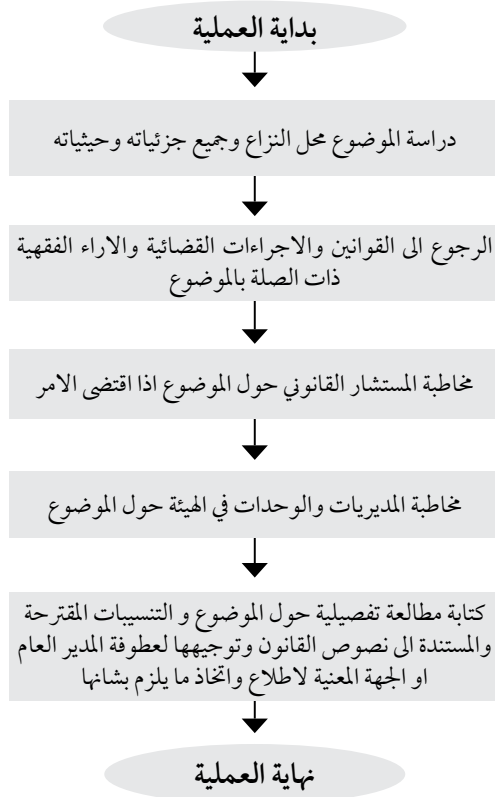 بداية العملية
دراسة الموضوع محل النزاع وجميع جزئياته وحيثياته
الرجوع الى القوانين والاجراءات القضائية والاراء الفقهية
ذات الصلة بالموضوع
مخاطبة المستشار القانوني حول الموضوع اذا اقتضى الامر
مخاطبة المديريات والوحدات في الهيئة حول الموضوع
كتابة مطالعة تفصيلية حول الموضوع و التنسيبات المقترحة
والمستندة الى نصوص القانون وتوجيهها لعطوفة المدير العام
او الجهة المعنية لاطلاع واتخاذ ما يلزم بشانها
نهاية العملية